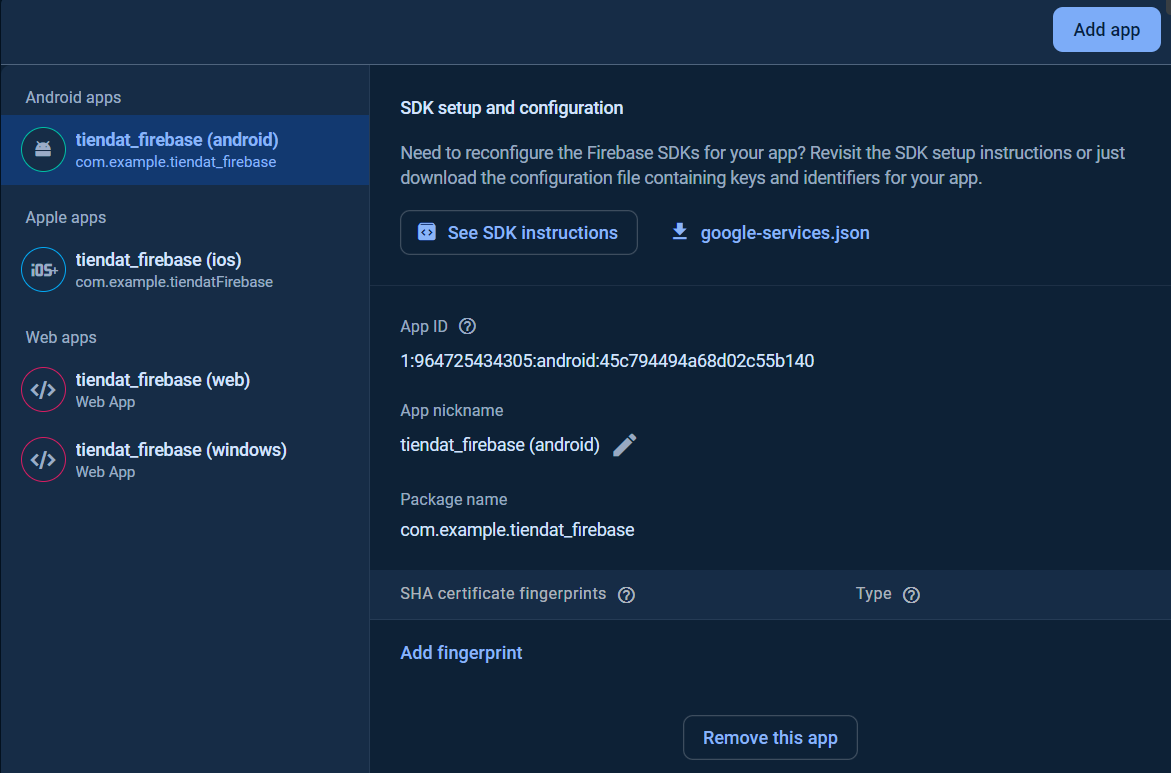 Add app
Android apps
tiendat_firebase (android)
com.example.tiendat_firebase
Apple apps
iOS+
tiendat_firebase (ios)
com.example.tiendatFirebase
Web apps
</>
tiendat_firebase (web)
Web App
</>
tiendat_firebase (windows)
Web App
SDK setup and configuration
Need to reconfigure the Firebase SDKs for your app? Revisit the SDK setup instructions or just
download the configuration file containing keys and identifiers for your app.
See SDK instructions
google-services.json
App ID
1:964725434305:android:45c794494a68d02c55b140
App nickname
tiendat_firebase (android)
Package name
com.example.tiendat_firebase
SHA certificate fingerprints
Type
Add fingerprint
Remove this app